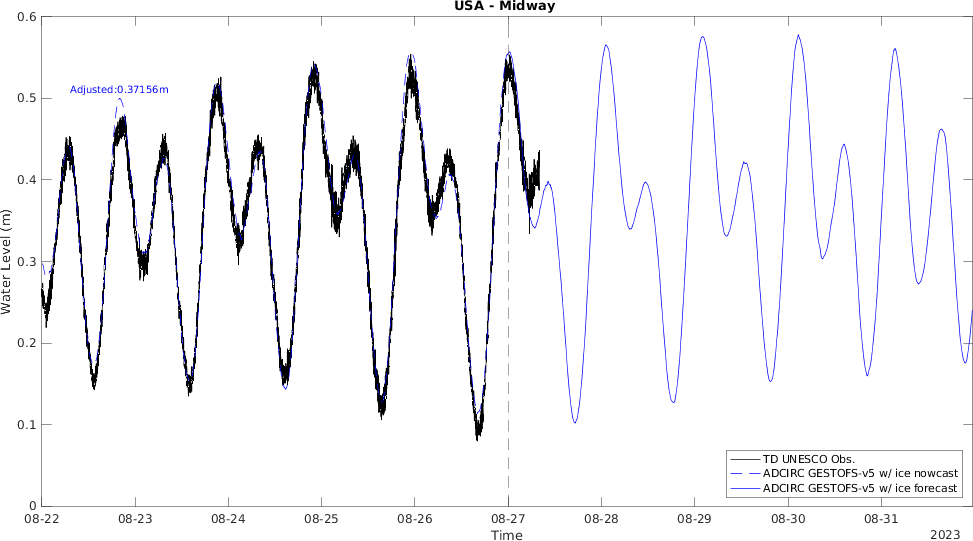 USA - Midway
0.6
0.5
0.4
0.3
0.2
0.1
0
Water Level (m)
Adjusted:0.37156m
TD UNESCO Obs.
ADCIRC GESTOFS-v5 w/ ice nowcast
ADCIRC GESTOFS-v5 w/ ice forecast
08-22 08-23 08-24 08-25 08-26 08-27 08-28 08-29 08-30 08-31
Time
2023